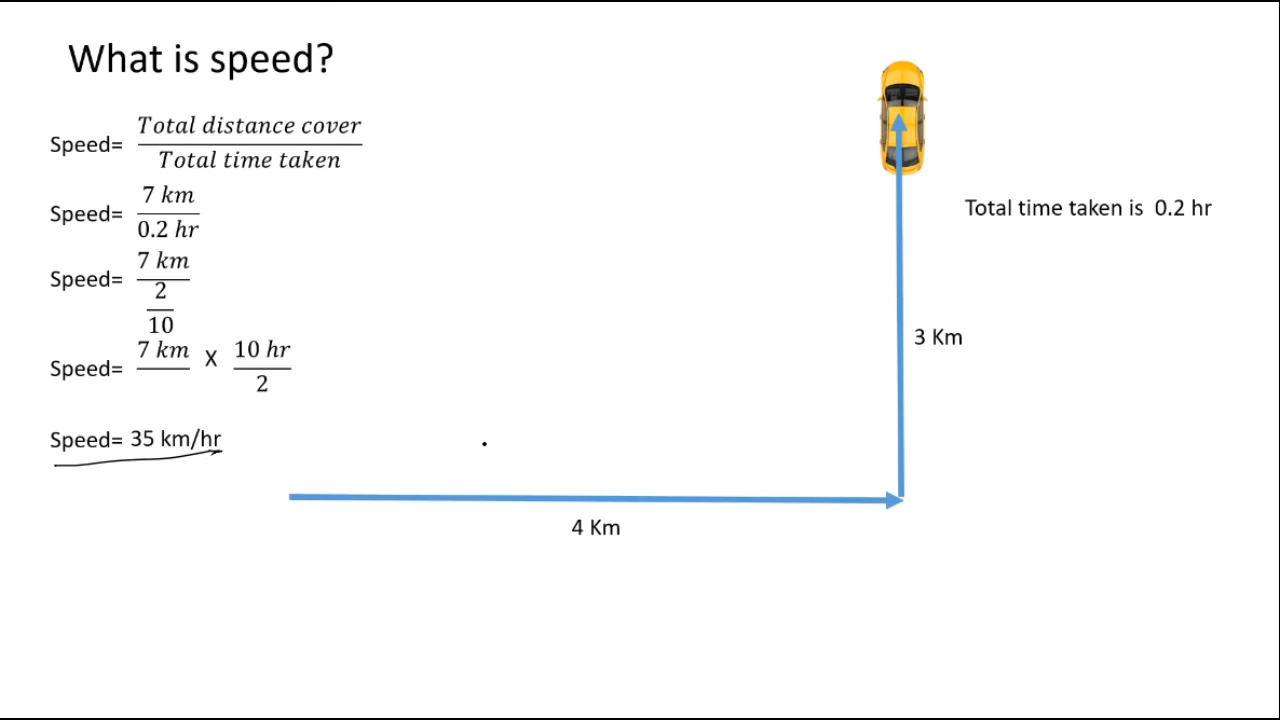 What is speed?
Speed= Total distance cover / Total time taken
Speed= 7 km / 0.2 hr
Speed= 7 km / 2 / 10
Speed= 7 km X 10 hr / 2
Speed= 35 km/hr
Total time taken is 0.2 hr
3 Km
4 Km